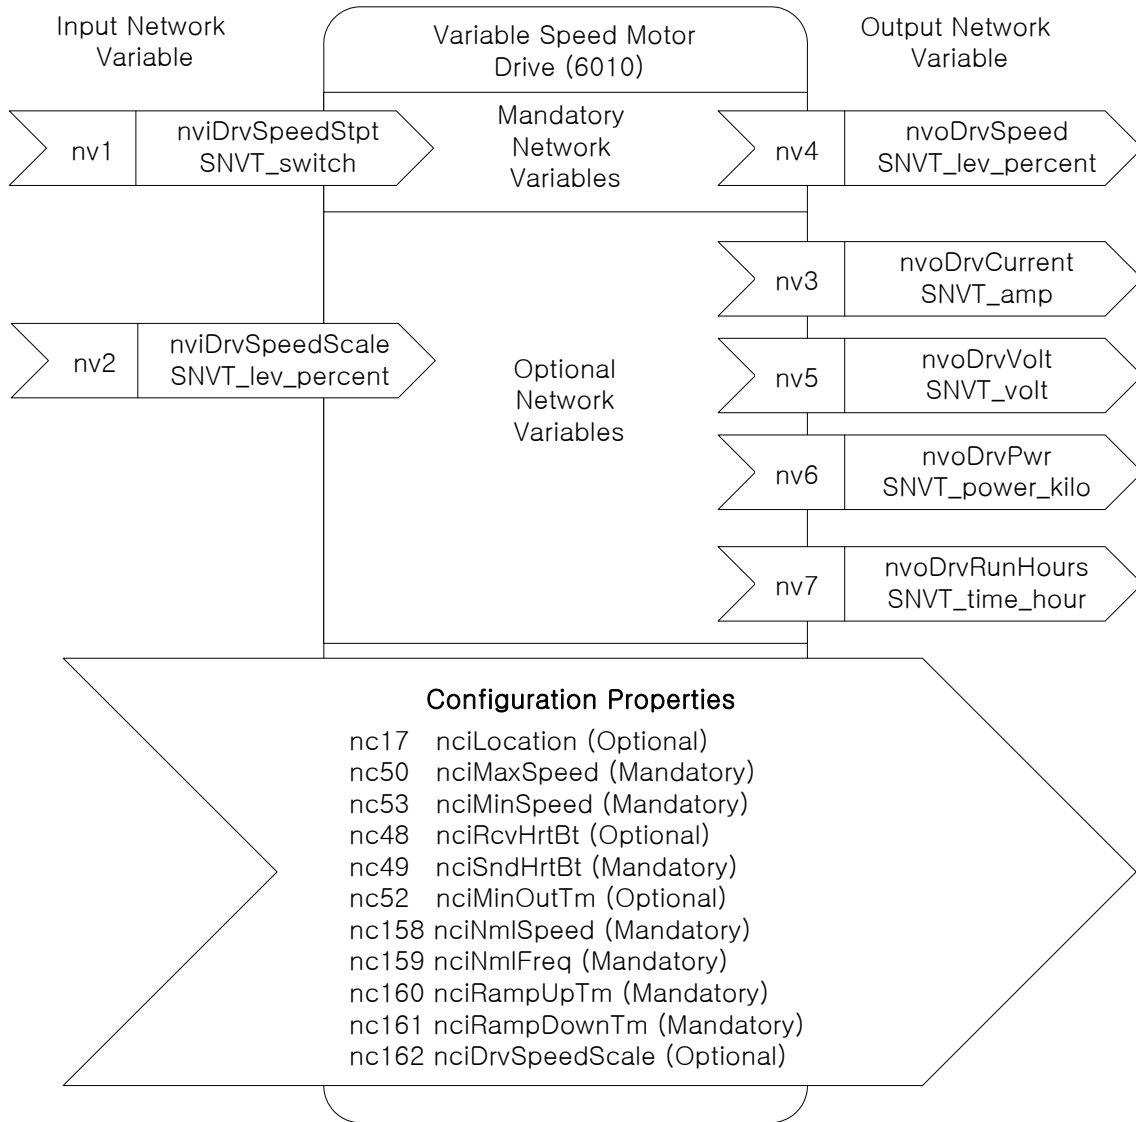 Input Network
Variable
Variable Speed Motor
Drive (6010)
Output Network
Variable
Mandatory
Network
Variables
nv1
nviDrvSpeedStpt
SNVT_switch
nv4
nvoDrvSpeed
SNVT_lev_percent
nv3
nvoDrvCurrent
SNVT_amp
nv2
nviDrvSpeedScale
SNVT_lev_percent
Optional
Network
Variables
nv5
nvoDrvVolt
SNVT_volt
nv6
nvoDrvPwr
SNVT_power_kilo
nv7
nvoDrvRunHours
SNVT_time_hour
Configuration Properties
nc17 nciLocation (Optional)
nc50 nciMaxSpeed (Mandatory)
nc53 nciMinSpeed (Mandatory)
nc48 nciRcvHrtBt (Optional)
nc49 nciSndHrtBt (Mandatory)
nc52 nciMinOutTm (Optional)
nc158 nciNmlSpeed (Mandatory)
nc159 nciNmlFreq (Mandatory)
nc160 nciRampUpTm (Mandatory)
nc161 nciRampDownTm (Mandatory)
nc162 nciDrvSpeedScale (Optional)